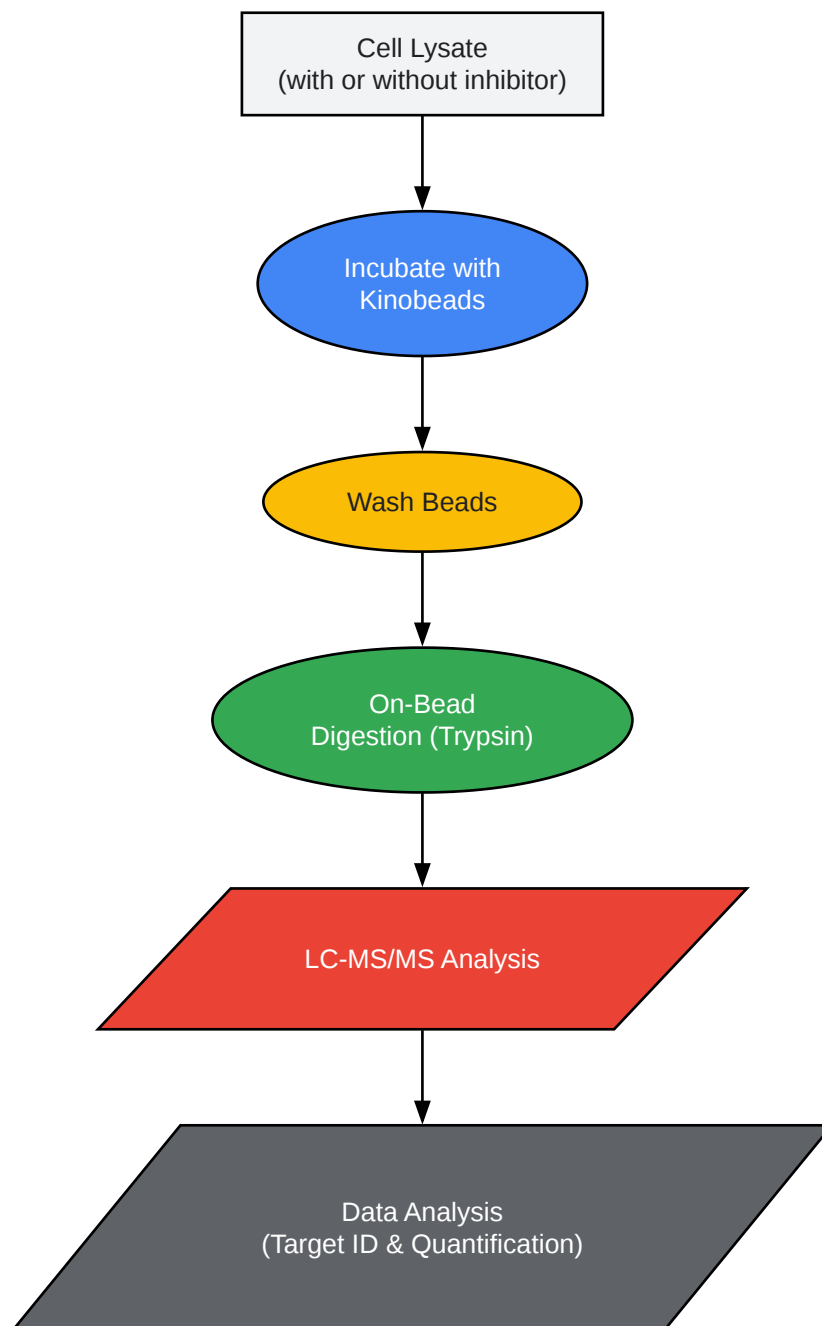 Cell Lysate
(with or without inhibitor)
Incubate with
Kinobeads
Wash Beads
On-Bead
Digestion (Trypsin)
LC-MS/MS Analysis
Data Analysis
(Target ID & Quantification)